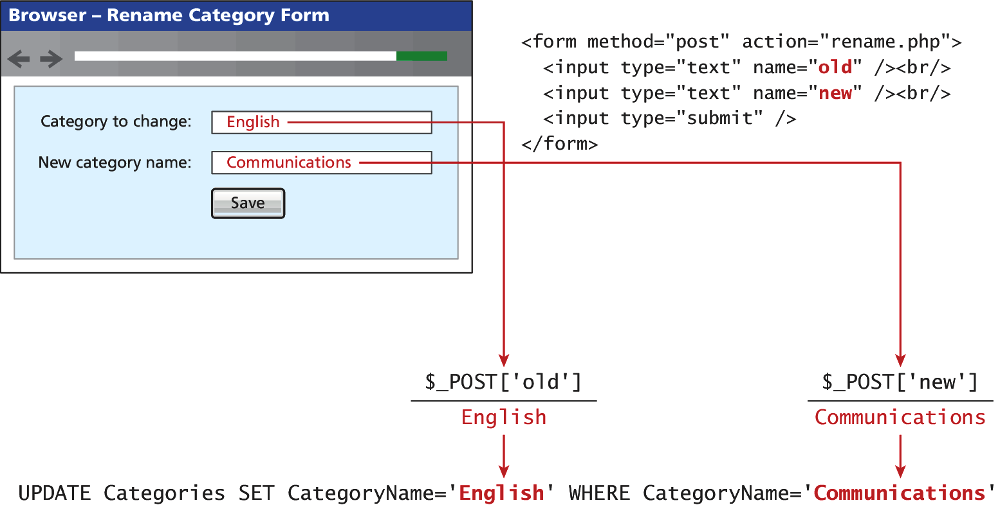 Browser – Rename Category Form
<form method="post" action="rename.php">
<input type="text" name="old" /><br/>
<input type="text" name="new" /><br/>
<input type="submit" />
</form>
Category to change: English
New category name: Communications
Save
$_POST['old'] $_POST['new']
English Communications
UPDATE Categories SET CategoryName='English' WHERE CategoryName='Communications'